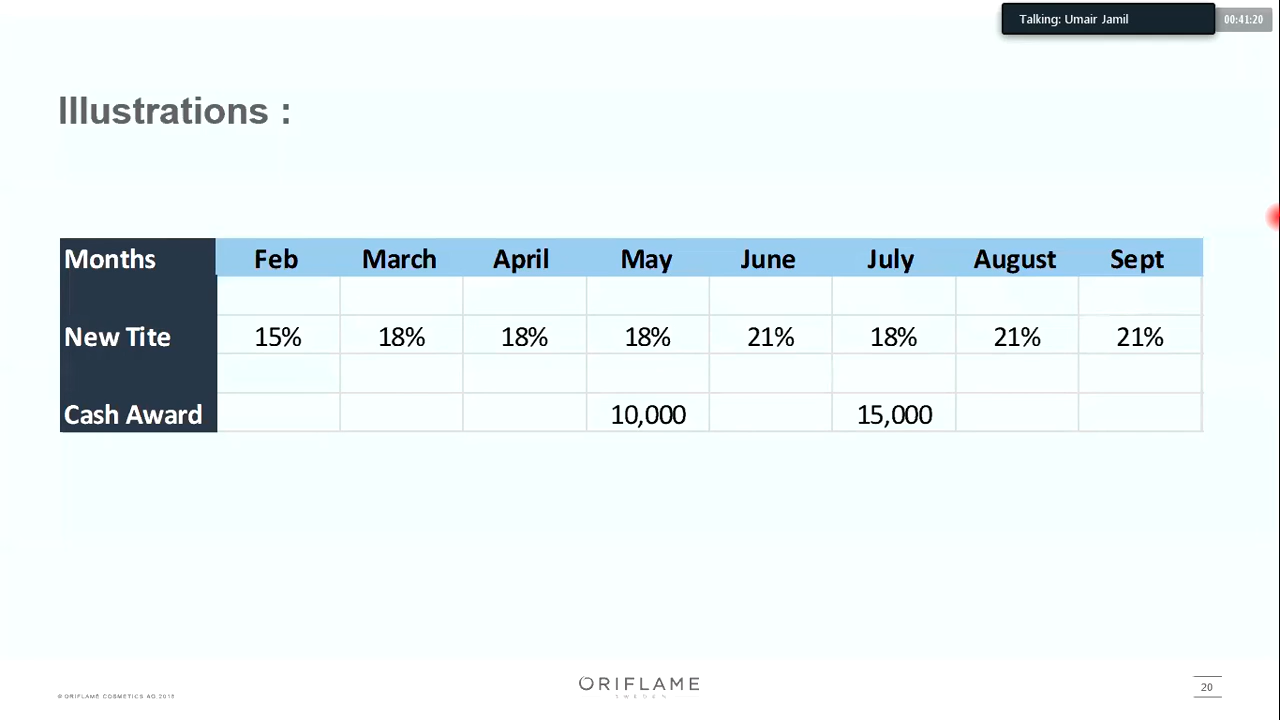 Talking: Umair Jamil
00:41:20
Illustrations :
Months Feb March April May June July August Sept
New Tite 15% 18% 18% 18% 21% 18% 21% 21%
Cash Award 10,000 15,000
© ORIFLAME COSMETICS AG 2018
ORIFLAME
SWEDEN
20